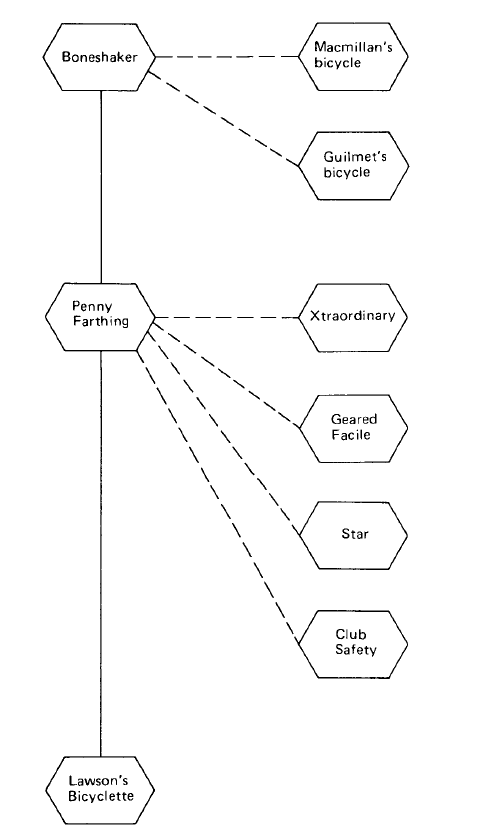 Boneshaker
Macmillan's
bicycle
Guilmet's
bicycle
Penny
Farthing
Xtraordinary
Geared
Facile
Star
Club
Safety
Lawson's
Bicyclette